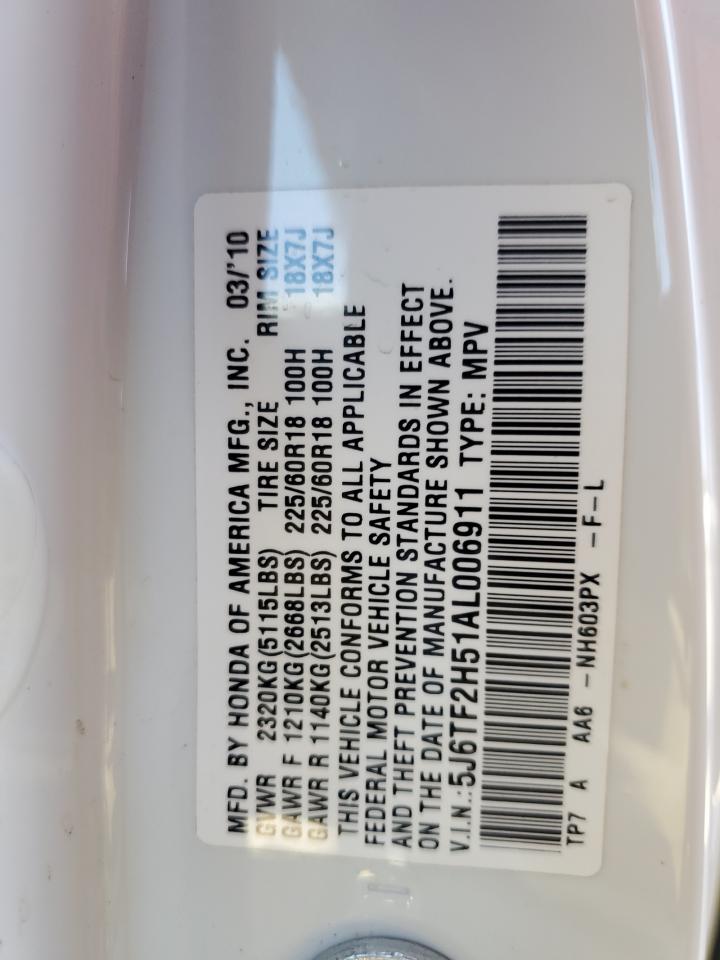 MFD. BY HONDA OF AMERICA MFG., INC. 03/'10
GVWR 2320KG(5115LBS) TIRE SIZE RIM SIZE
GAWR F 1210KG(2668LBS) 225/60R18 100H 18X7J
GAWR R 1140KG(2513LBS) 225/60R18 100H 18X7J
THIS VEHICLE CONFORMS TO ALL APPLICABLE
FEDERAL MOTOR VEHICLE SAFETY
AND THEFT PREVENTION STANDARDS IN EFFECT
ON THE DATE OF MANUFACTURE SHOWN ABOVE.
V.I.N.:5J6TF2H51AL006911 TYPE: MPV
TP7 A AA6 -NH603PX -F-L